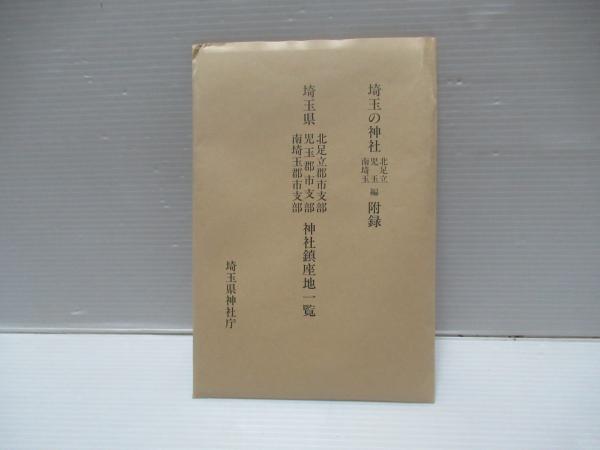 埼玉の神社 北足立 児玉 南埼玉 編 附録
埼玉県 北足立郡市支部 児玉郡市支部 南埼玉郡市支部 神社鎮座地一覧
埼玉県神社庁